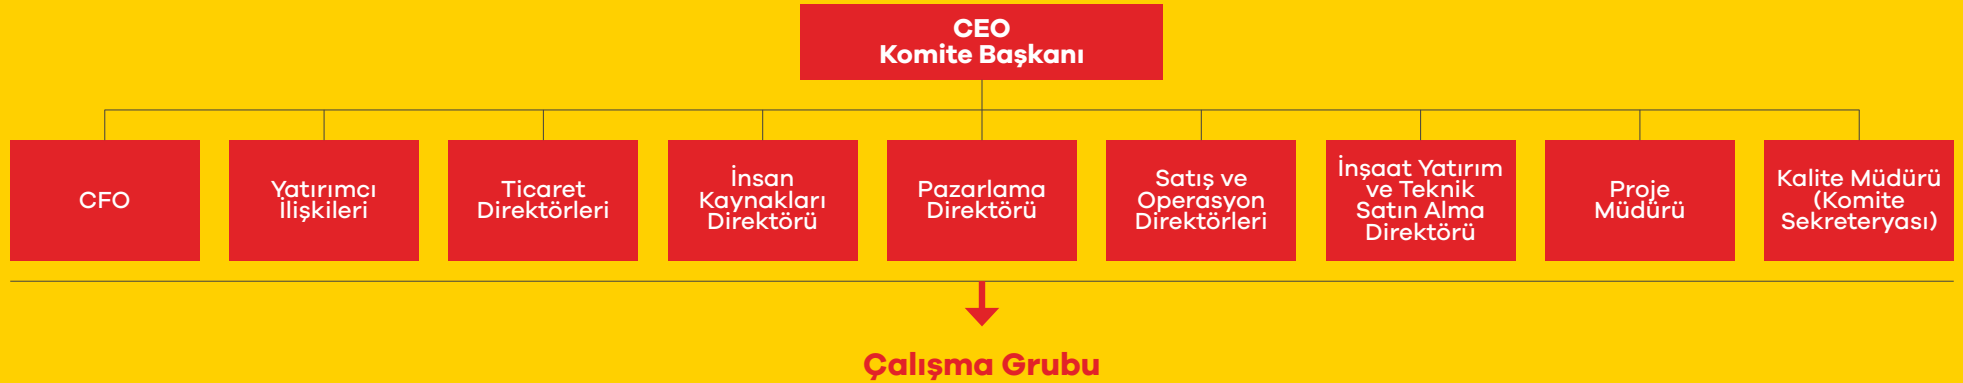 CEO
Komite Başkanı
CFO
Yatırımcı
İlişkileri
Ticaret
Direktörleri
İnsan
Kaynakları
Direktörü
Pazarlama
Direktörü
Satış ve
Operasyon
Direktörleri
İnşaat Yatırım
ve Teknik
Satın Alma
Direktörü
Proje
Müdürü
Kalite Müdürü
(Komite
Sekreteryası)
Çalışma Grubu